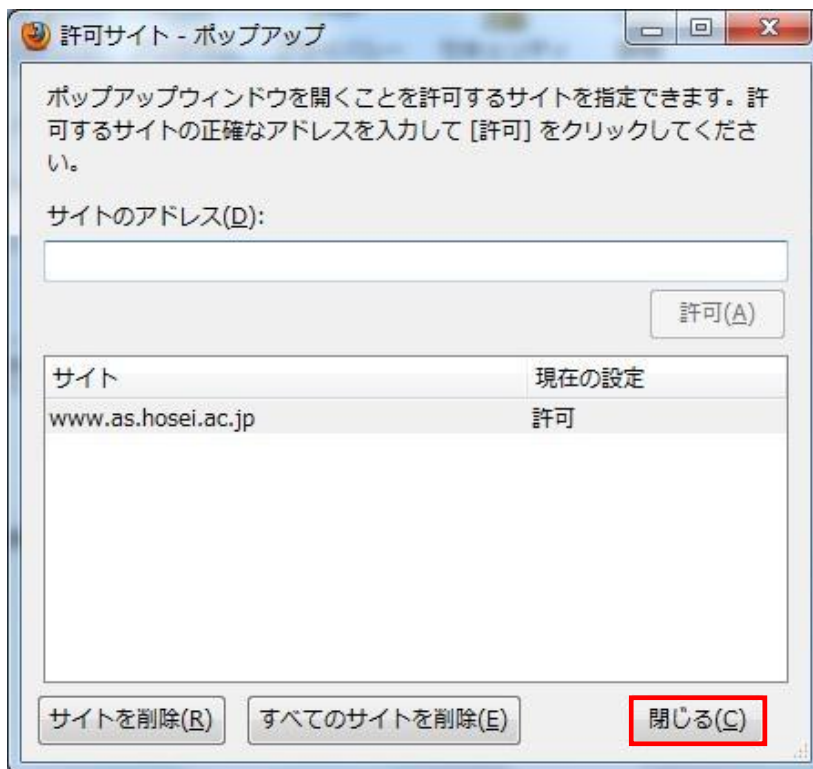 許可サイト - ポップアップ
ポップアップウィンドウを開くことを許可するサイトを指定できます。許
可するサイトの正確なアドレスを入力して [許可] をクリックしてくださ
い。
サイトのアドレス(D):
許可(A)
サイト 現在の設定
www.as.hosei.ac.jp 許可
サイトを削除(R) すべてのサイトを削除(E) 閉じる(C)